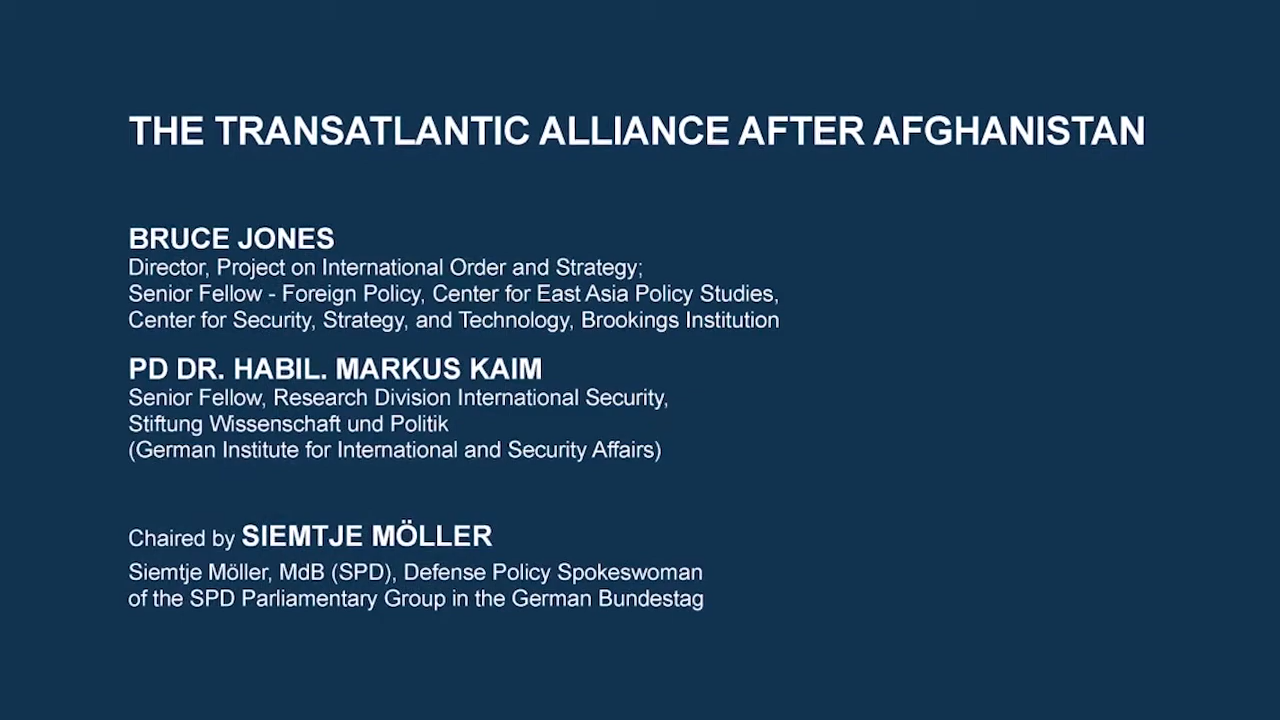 THE TRANSATLANTIC ALLIANCE AFTER AFGHANISTAN
BRUCE JONES
Director, Project on International Order and Strategy;
Senior Fellow - Foreign Policy, Center for East Asia Policy Studies,
Center for Security, Strategy, and Technology, Brookings Institution
PD DR. HABIL. MARKUS KAIM
Senior Fellow, Research Division International Security,
Stiftung Wissenschaft und Politik
(German Institute for International and Security Affairs)
Chaired by SIEMTJE MÖLLER
Siemtje Möller, MdB (SPD), Defense Policy Spokeswoman
of the SPD Parliamentary Group in the German Bundestag